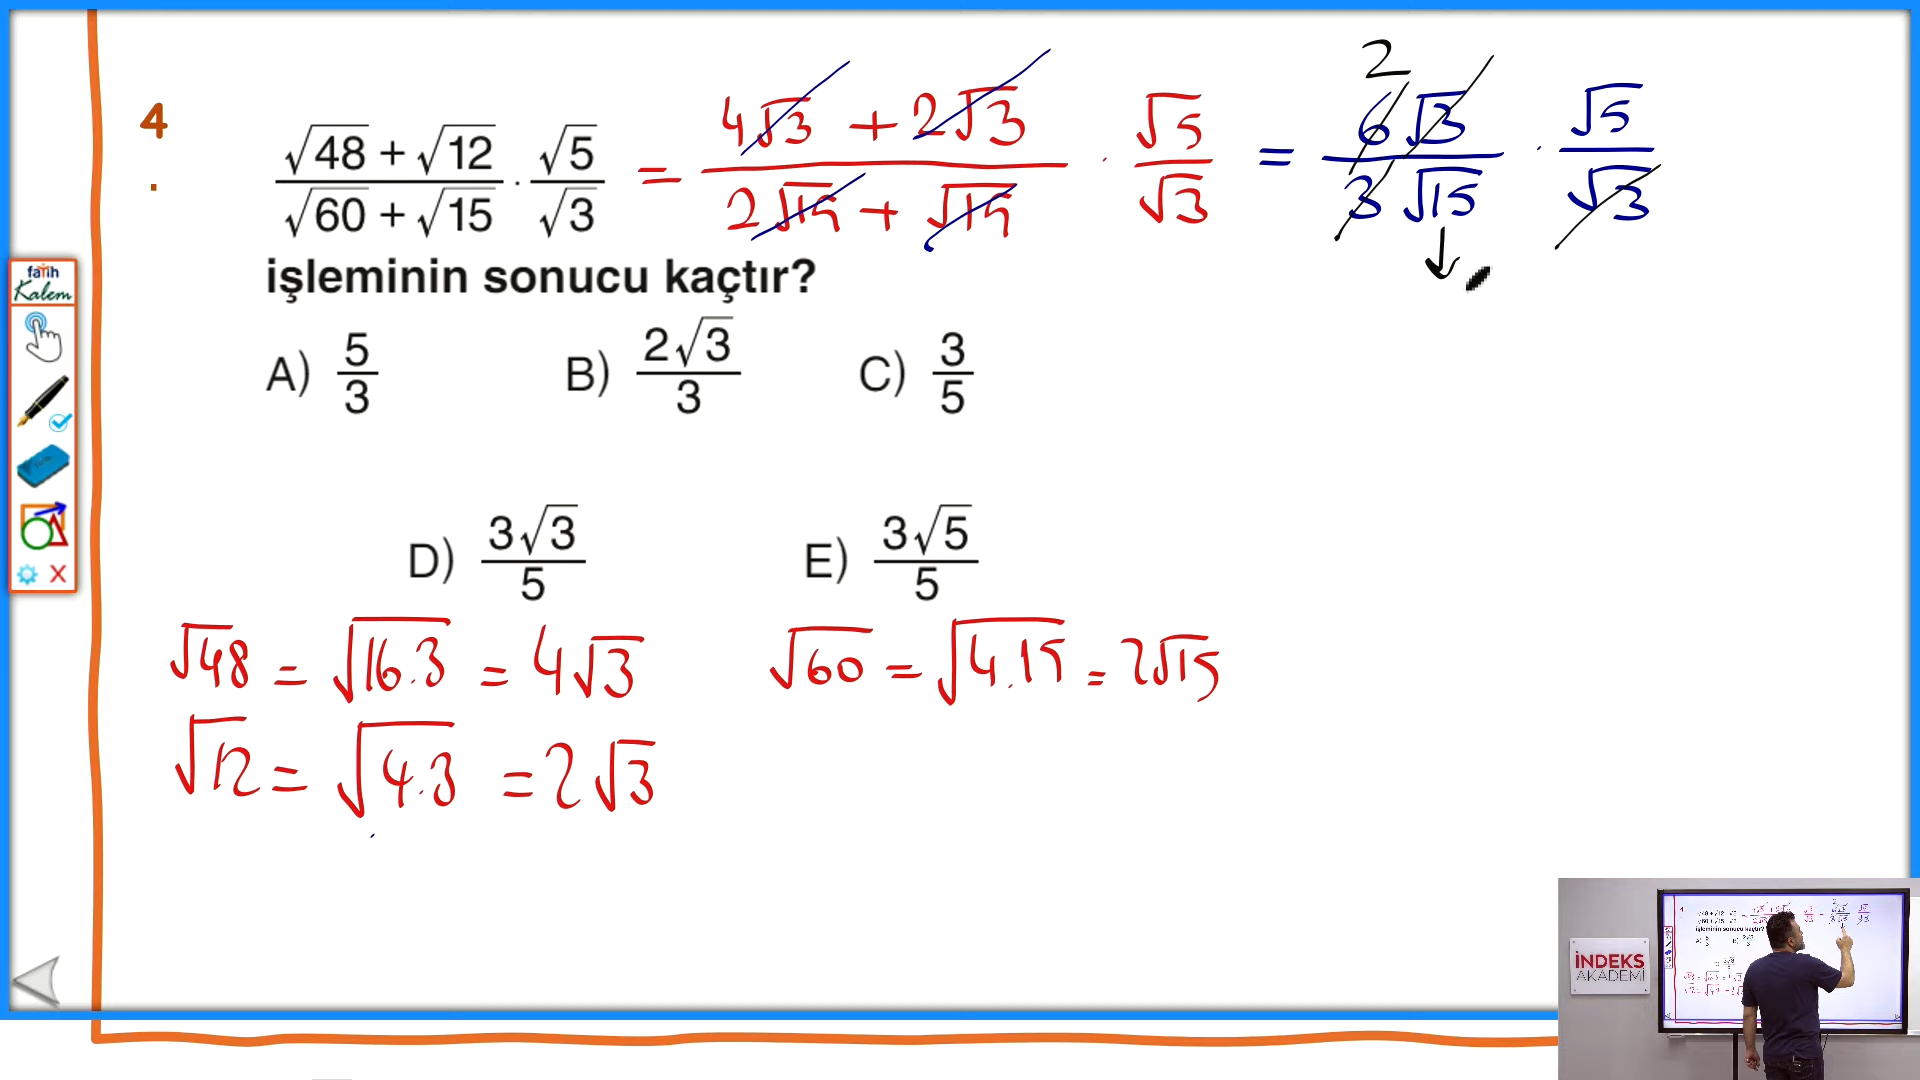 4
.
(√48 + √12)/(√60 + √15) · √5/√3 = (4√3 + 2√3)/(2√15 + √15) · √5/√3 = 6√3/3√15 · √5/√3
2
işleminin sonucu kaçtır?
A) 5/3 B) 2√3/3 C) 3/5
D) 3√3/5 E) 3√5/5
√48 = √16.3 = 4√3 √60 = √4.15 = 2√15
√12 = √4.3 = 2√3
fatih
Kalem
X
İNDEKS
AKADEMİ